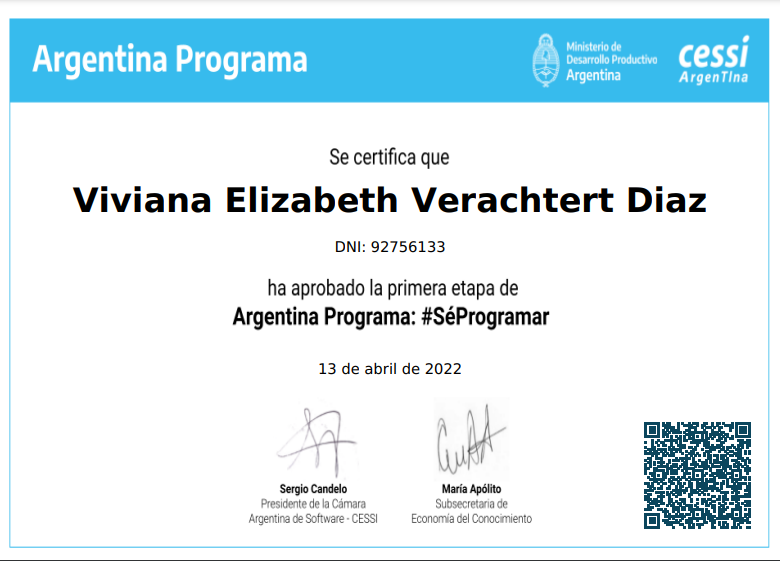 Argentina Programa
Ministerio de
Desarrollo Productivo
Argentina
cessi
ArgenTIna
Se certifica que
Viviana Elizabeth Verachtert Diaz
DNI: 92756133
ha aprobado la primera etapa de
Argentina Programa: #SéProgramar
13 de abril de 2022
Sergio Candelo
Presidente de la Cámara
Argentina de Software - CESSI
María Apólito
Subsecretaria de
Economía del Conocimiento